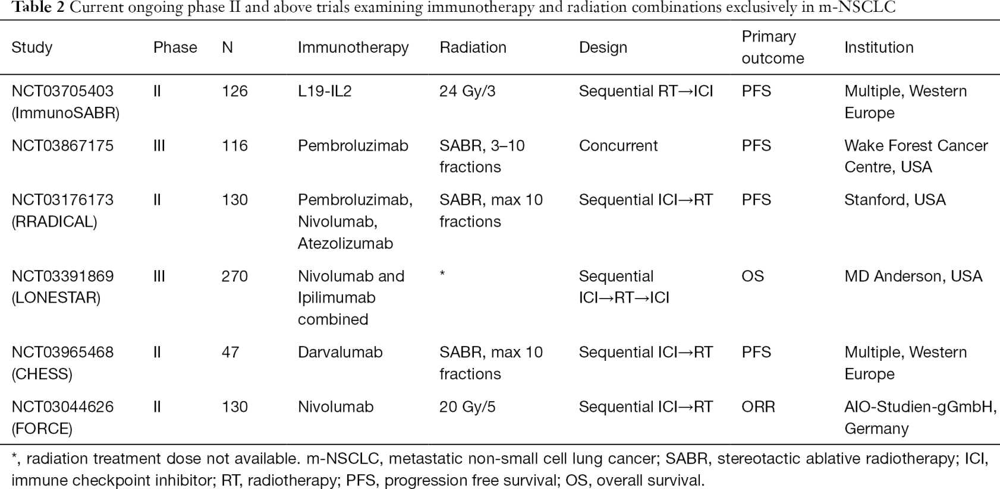 Table 2 Current ongoing phase II and above trials examining immunotherapy and radiation combinations exclusively in m-NSCLC
Study Phase N Immunotherapy Radiation Design Primary outcome Institution
NCT03705403 (ImmunoSABR) II 126 L19-IL2 24 Gy/3 Sequential RT→ICI PFS Multiple, Western Europe
NCT03867175 III 116 Pembroluzimab SABR, 3–10 fractions Concurrent PFS Wake Forest Cancer Centre, USA
NCT03176173 (RRADICAL) II 130 Pembroluzimab, Nivolumab, Atezolizumab SABR, max 10 fractions Sequential ICI→RT PFS Stanford, USA
NCT03391869 (LONESTAR) III 270 Nivolumab and Ipilimumab combined * Sequential ICI→RT→ICI OS MD Anderson, USA
NCT03965468 (CHESS) II 47 Darvalumab SABR, max 10 fractions Sequential ICI→RT PFS Multiple, Western Europe
NCT03044626 (FORCE) II 130 Nivolumab 20 Gy/5 Sequential ICI→RT ORR AIO-Studien-gGmbH, Germany
*, radiation treatment dose not available. m-NSCLC, metastatic non-small cell lung cancer; SABR, stereotactic ablative radiotherapy; ICI,
immune checkpoint inhibitor; RT, radiotherapy; PFS, progression free survival; OS, overall survival.